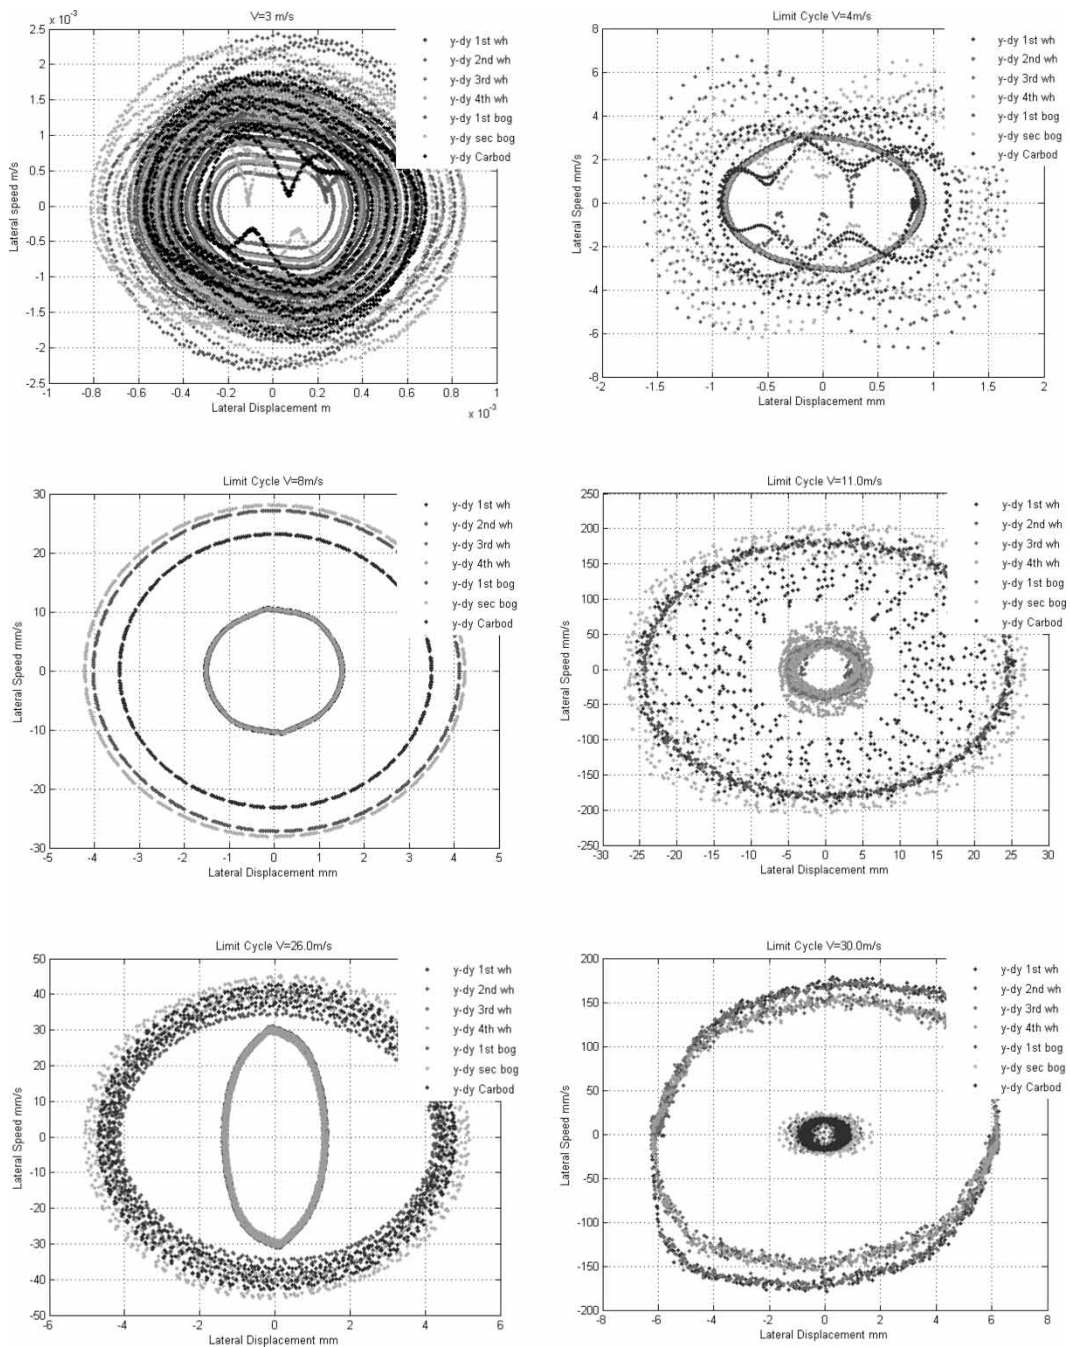 V=3 m/s
x 10⁻³
2.5
2
1.5
1
0.5
0
-0.5
-1
-1.5
-2
-2.5
Lateral speed m/s
-1 -0.8 -0.6 -0.4 -0.2 0 0.2 0.4 0.6 0.8 1
Lateral Displacement m
x 10⁻³
y-dy 1st wh
y-dy 2nd wh
y-dy 3rd wh
y-dy 4th wh
y-dy 1st bog
y-dy sec bog
y-dy Carbod
Limit Cycle V=4m/s
8
6
4
2
0
-2
-4
-6
-8
Lateral Speed mm/s
-2 -1.5 -1 -0.5 0 0.5 1 1.5 2
Lateral Displacement mm
y-dy 1st wh
y-dy 2nd wh
y-dy 3rd wh
y-dy 4th wh
y-dy 1st bog
y-dy sec bog
y-dy Carbod
Limit Cycle V=8m/s
30
20
10
0
-10
-20
-30
Lateral Speed mm/s
-5 -4 -3 -2 -1 0 1 2 3 4 5
Lateral Displacement mm
y-dy 1st wh
y-dy 2nd wh
y-dy 3rd wh
y-dy 4th wh
y-dy 1st bog
y-dy sec bog
y-dy Carbod
Limit Cycle V=11.0m/s
250
200
150
100
50
0
-50
-100
-150
-200
-250
Lateral Speed mm/s
-30 -25 -20 -15 -10 -5 0 5 10 15 20 25 30
Lateral Displacement mm
y-dy 1st wh
y-dy 2nd wh
y-dy 3rd wh
y-dy 4th wh
y-dy 1st bog
y-dy sec bog
y-dy Carbod
Limit Cycle V=26.0m/s
50
40
30
20
10
0
-10
-20
-30
-40
-50
Lateral Speed mm/s
-6 -4 -2 0 2 4 6
Lateral Displacement mm
y-dy 1st wh
y-dy 2nd wh
y-dy 3rd wh
y-dy 4th wh
y-dy 1st bog
y-dy sec bog
y-dy Carbod
Limit Cycle V=30.0m/s
200
150
100
50
0
-50
-100
-150
-200
Lateral Speed mm/s
-8 -6 -4 -2 0 2 4 6 8
Lateral Displacement mm
y-dy 1st wh
y-dy 2nd wh
y-dy 3rd wh
y-dy 4th wh
y-dy 1st bog
y-dy sec bog
y-dy Carbod